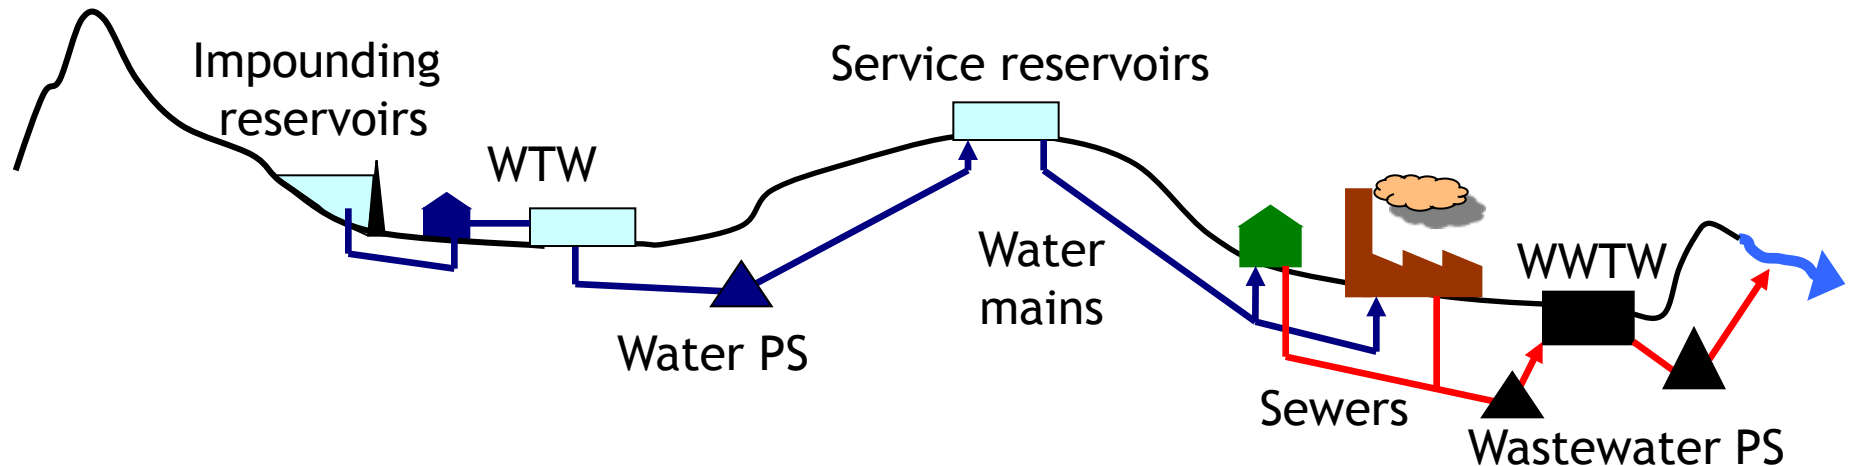 Impounding
reservoirs
WTW
Service reservoirs
Water PS
Water
mains
Sewers
WWTW
Wastewater PS